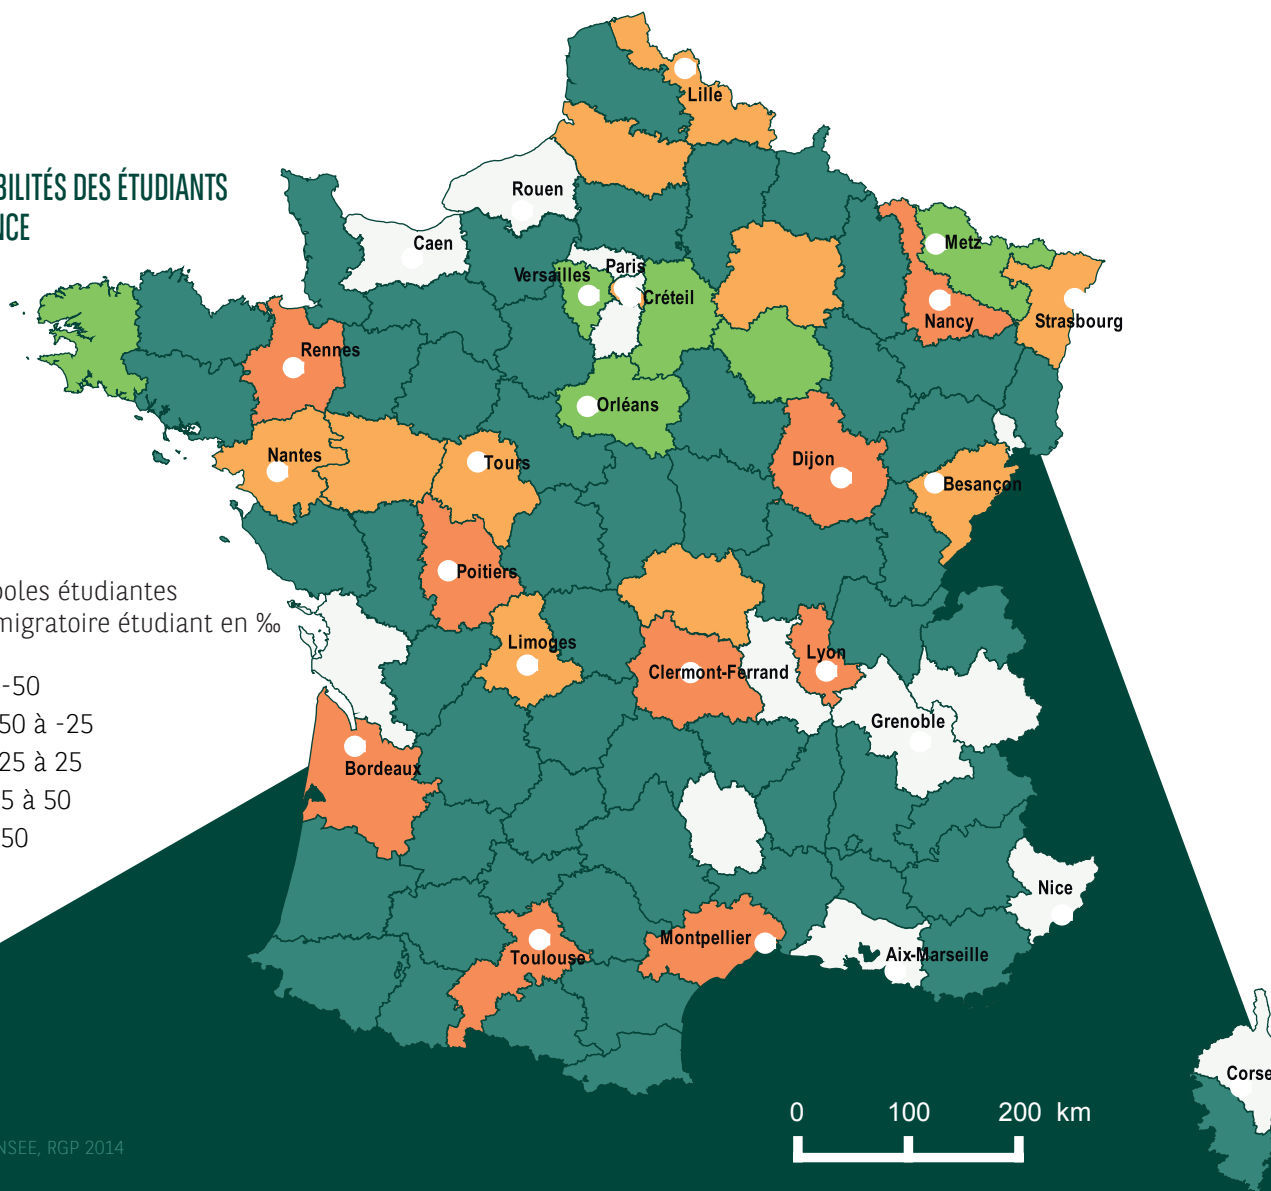 BILITÉS DES ÉTUDIANTS
NCE
Lille
Rouen
Caen
Metz
Paris
Versailles
Créteil
Nancy
Strasbourg
Rennes
Orléans
Nantes
Tours
Dijon
Besançon
Poitiers
Limoges
Clermont-Ferrand
Lyon
Grenoble
Bordeaux
Nice
Montpellier
Toulouse
Aix-Marseille
Corse
oles étudiantes
migratoire étudiant en ‰
-50
50 à -25
25 à 25
5 à 50
50
0 100 200 km
NSEE, RGP 2014